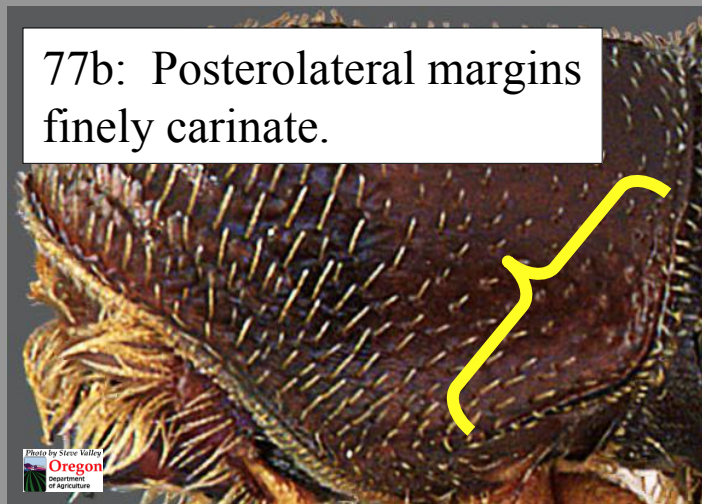 77b:  Posterolateral margins
finely carinate.
Photo by Steve Valley
Oregon
Department
of Agriculture